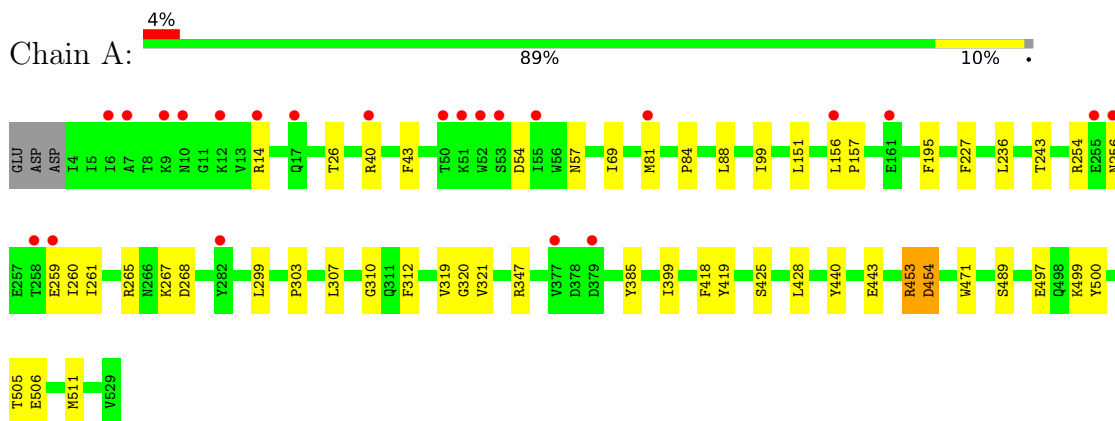 4%
Chain A:
89% 10% •
GLU ASP ASP I4 I5 I6 A7 T8 K9 N10 G11 K12 V13 R14 Q17 T26 R40 F43 T50 K51 W52 S53 D54 I55 W56 N57 I69 M81 P84 L88 I99 L151 L156 P157 E161 F195 F227 L236 T243 R254 E255 N256
E257 T258 E259 I260 I261 R265 N266 K267 D268 Y282 L299 P303 L307 G310 Q311 F312 V319 G320 V321 R347 V377 D378 D379 Y385 I399 F418 Y419 S425 L428 Y440 E443 R453 D454 W471 S489 E497 Q498 K499 Y500
T505 E506 M511 V529